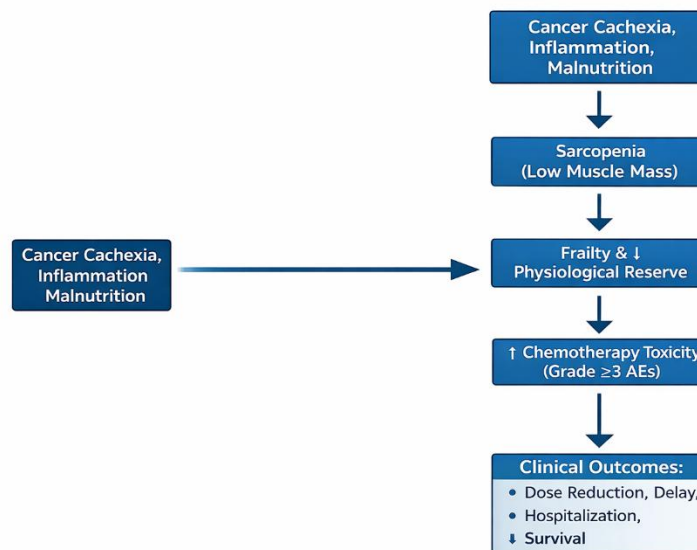 Cancer Cachexia,
Inflammation,
Malnutrition
Sarcopenia
(Low Muscle Mass)
Cancer Cachexia,
Inflammation
Malnutrition
Frailty & ↓
Physiological Reserve
↑ Chemotherapy Toxicity
(Grade ≥3 AEs)
Clinical Outcomes:
• Dose Reduction, Delay,
• Hospitalization,
↓ Survival